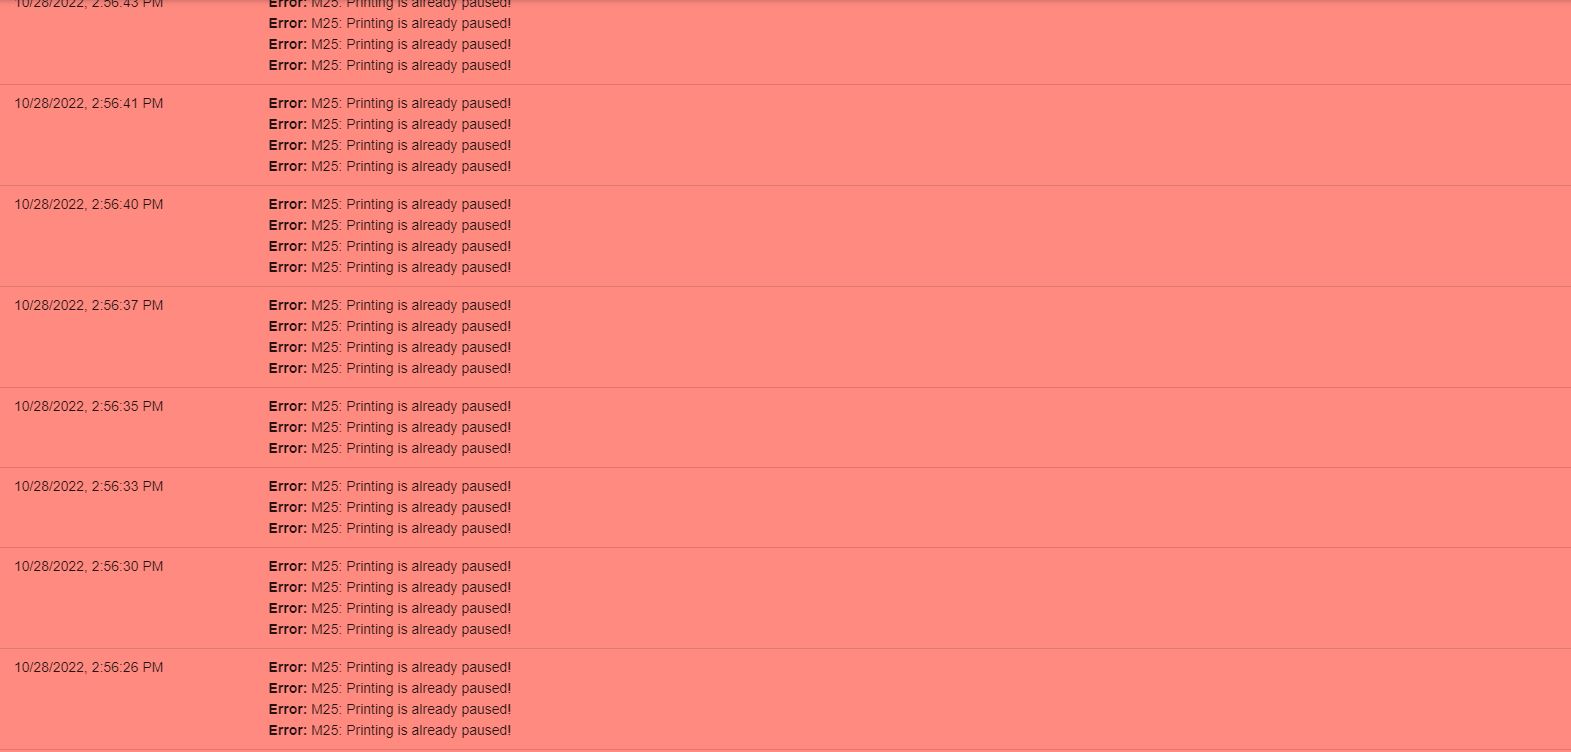 10/28/2022, 2:56:43 PM Error: M25: Printing is already paused!
Error: M25: Printing is already paused!
Error: M25: Printing is already paused!
Error: M25: Printing is already paused!
10/28/2022, 2:56:41 PM Error: M25: Printing is already paused!
Error: M25: Printing is already paused!
Error: M25: Printing is already paused!
Error: M25: Printing is already paused!
10/28/2022, 2:56:40 PM Error: M25: Printing is already paused!
Error: M25: Printing is already paused!
Error: M25: Printing is already paused!
Error: M25: Printing is already paused!
10/28/2022, 2:56:37 PM Error: M25: Printing is already paused!
Error: M25: Printing is already paused!
Error: M25: Printing is already paused!
Error: M25: Printing is already paused!
10/28/2022, 2:56:35 PM Error: M25: Printing is already paused!
Error: M25: Printing is already paused!
Error: M25: Printing is already paused!
10/28/2022, 2:56:33 PM Error: M25: Printing is already paused!
Error: M25: Printing is already paused!
Error: M25: Printing is already paused!
10/28/2022, 2:56:30 PM Error: M25: Printing is already paused!
Error: M25: Printing is already paused!
Error: M25: Printing is already paused!
Error: M25: Printing is already paused!
10/28/2022, 2:56:26 PM Error: M25: Printing is already paused!
Error: M25: Printing is already paused!
Error: M25: Printing is already paused!
Error: M25: Printing is already paused!